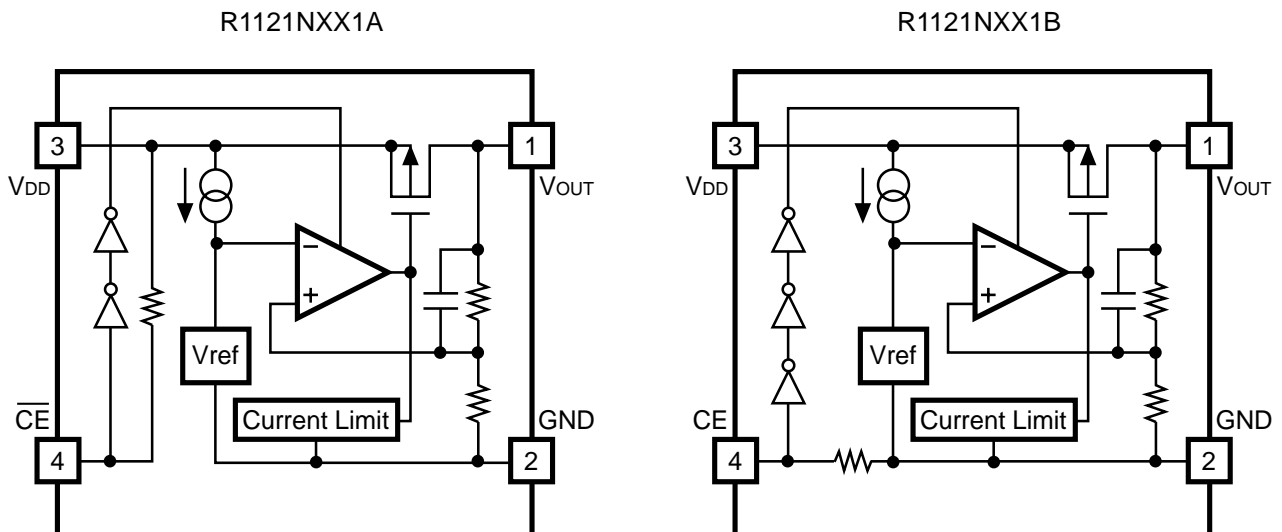 R1121NXX1A
3
1
VDD
VOUT
−
+
Vref
Current Limit
CE
GND
4
2
R1121NXX1B
3
1
VDD
VOUT
−
+
Vref
Current Limit
CE
GND
4
2